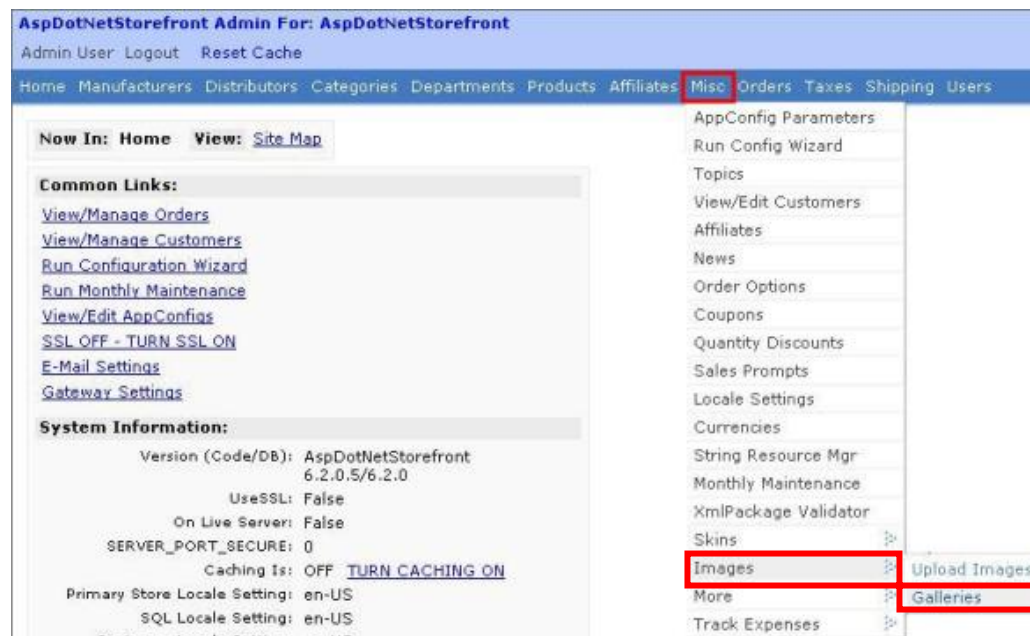 AspDotNetStorefront Admin For: AspDotNetStorefront
Admin User Logout Reset Cache
Home Manufacturers Distributors Categories Departments Products Affiliates Misc Orders Taxes Shipping Users
Now In: Home View: Site Map
Common Links:
View/Manage Orders
View/Manage Customers
Run Configuration Wizard
Run Monthly Maintenance
View/Edit AppConfigs
SSL OFF - TURN SSL ON
E-Mail Settings
Gateway Settings
System Information:
Version (Code/DB): AspDotNetStorefront
6.2.0.5/6.2.0
UseSSL: False
On Live Server: False
SERVER_PORT_SECURE: 0
Caching Is: OFF TURN CACHING ON
Primary Store Locale Setting: en-US
SQL Locale Setting: en-US
AppConfig Parameters
Run Config Wizard
Topics
View/Edit Customers
Affiliates
News
Order Options
Coupons
Quantity Discounts
Sales Prompts
Locale Settings
Currencies
String Resource Mgr
Monthly Maintenance
XmlPackage Validator
Skins
Images
More
Track Expenses
Upload Images
Galleries